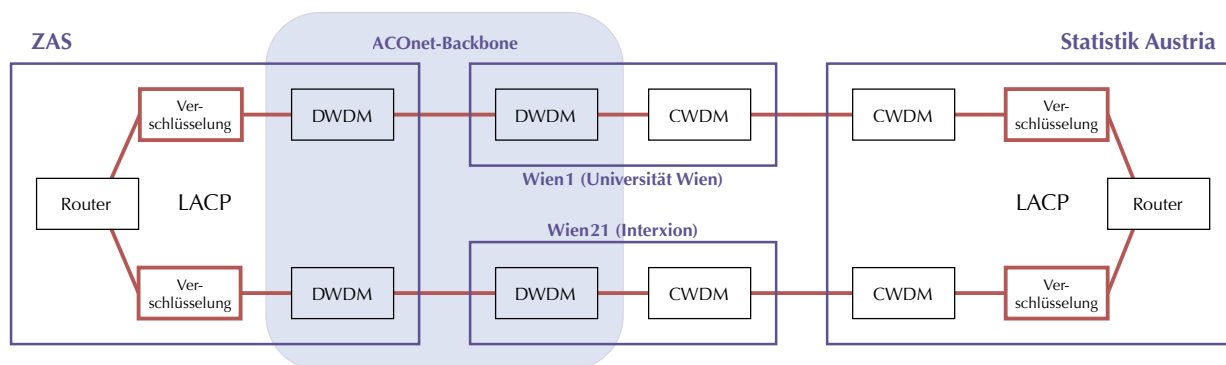 ZAS
ACOnet-Backbone
Statistik Austria
Ver-
schlüsselung
DWDM
DWDM
CWDM
CWDM
Ver-
schlüsselung
Wien1 (Universität Wien)
Router
LACP
LACP
Router
Wien21 (Interxion)
Ver-
schlüsselung
DWDM
DWDM
CWDM
CWDM
Ver-
schlüsselung